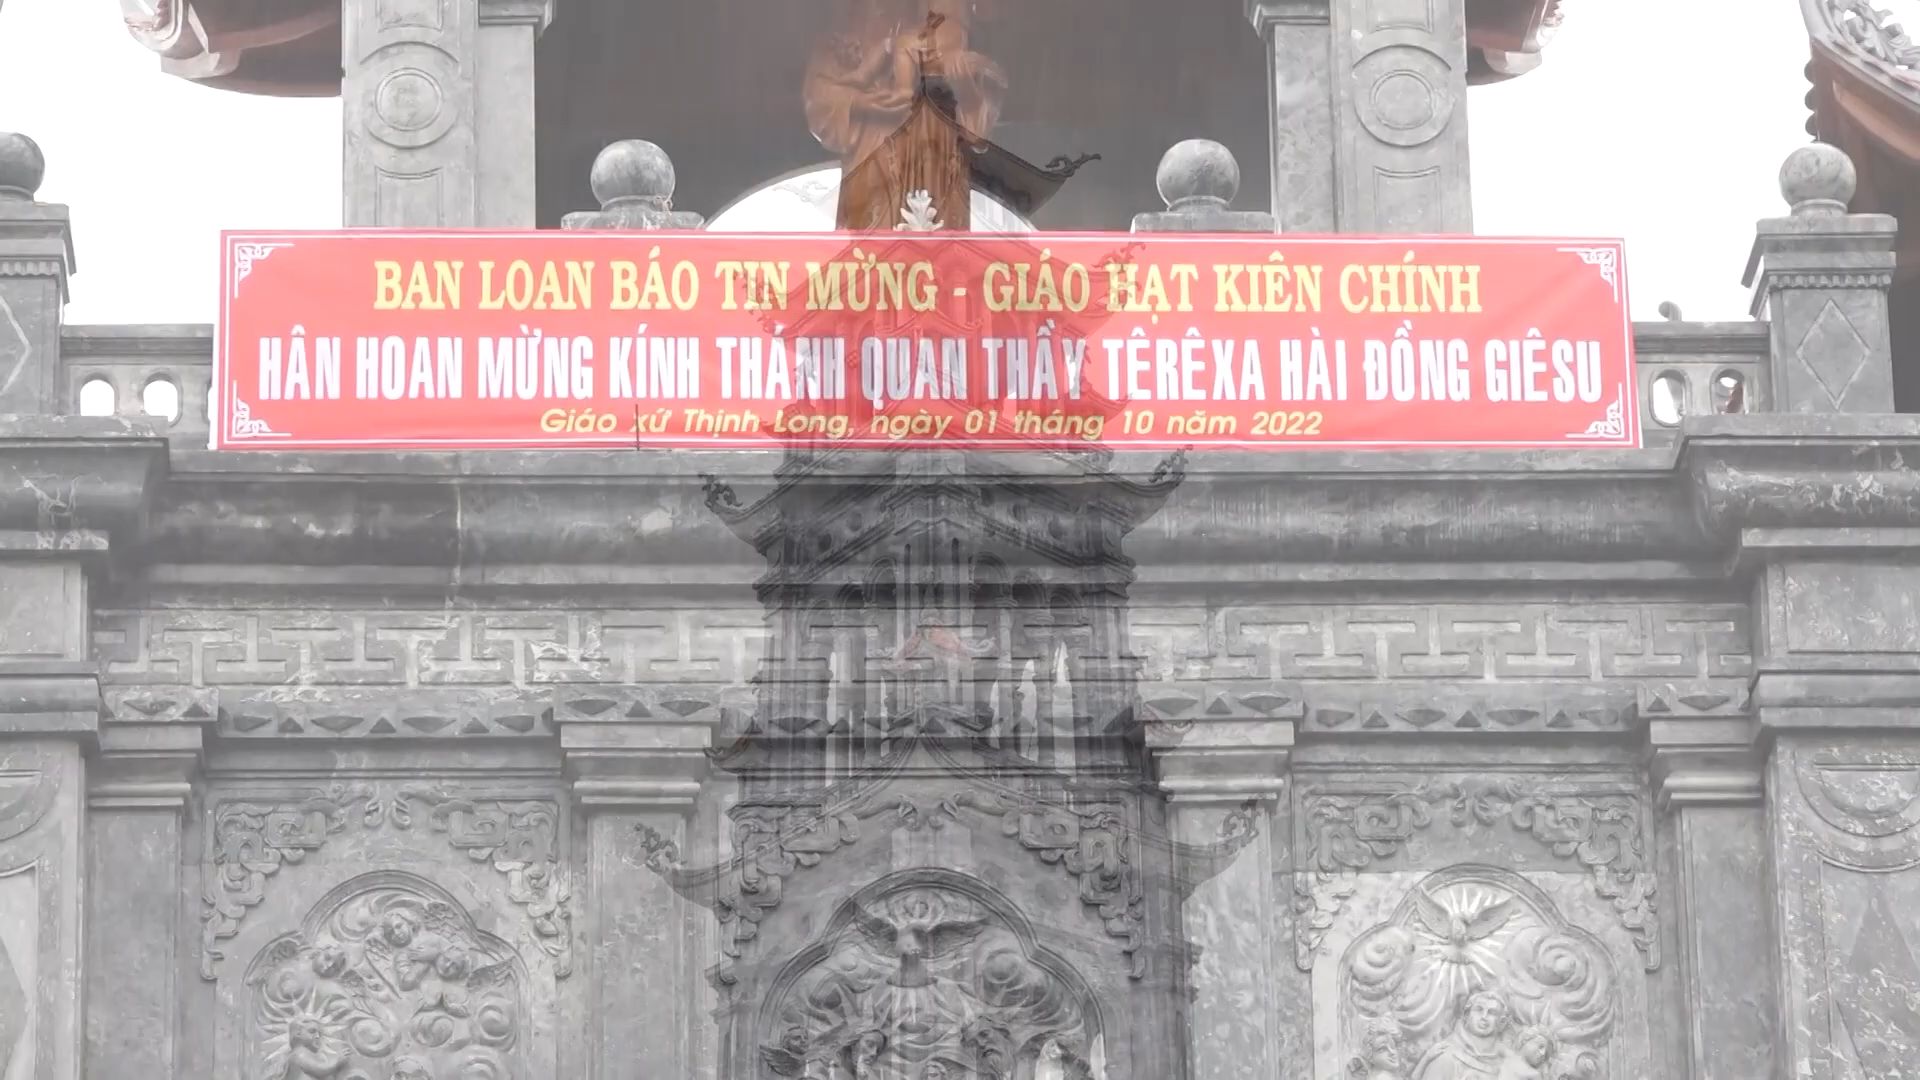 BAN LOAN BÁO TIN MỪNG - GIÁO HẠT KIÊN CHÍNH
HÂN HOAN MỪNG KÍNH THÁNH QUAN THẦY TÊRÊXA HÀI ĐỒNG GIÊSU
Giáo xứ Thịnh Long, ngày 01 tháng 10 năm 2022